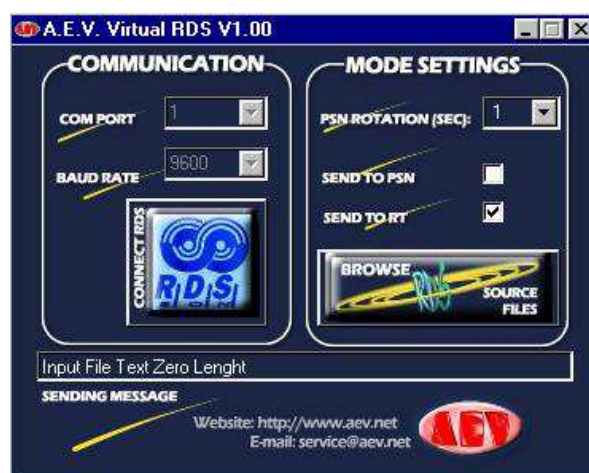 A.E.V. Virtual RDS V1.00
COMMUNICATION
COM PORT 1
BAUD RATE 9600
CONNECT RDS
RDS
MODE SETTINGS
PSN ROTATION (SEC): 1
SEND TO PSN
SEND TO RT
BROWSE
RDS
SOURCE
FILES
Input File Text Zero Lenght
SENDING MESSAGE
Website: http://www.aev.net
E-mail: service@aev.net
AEV